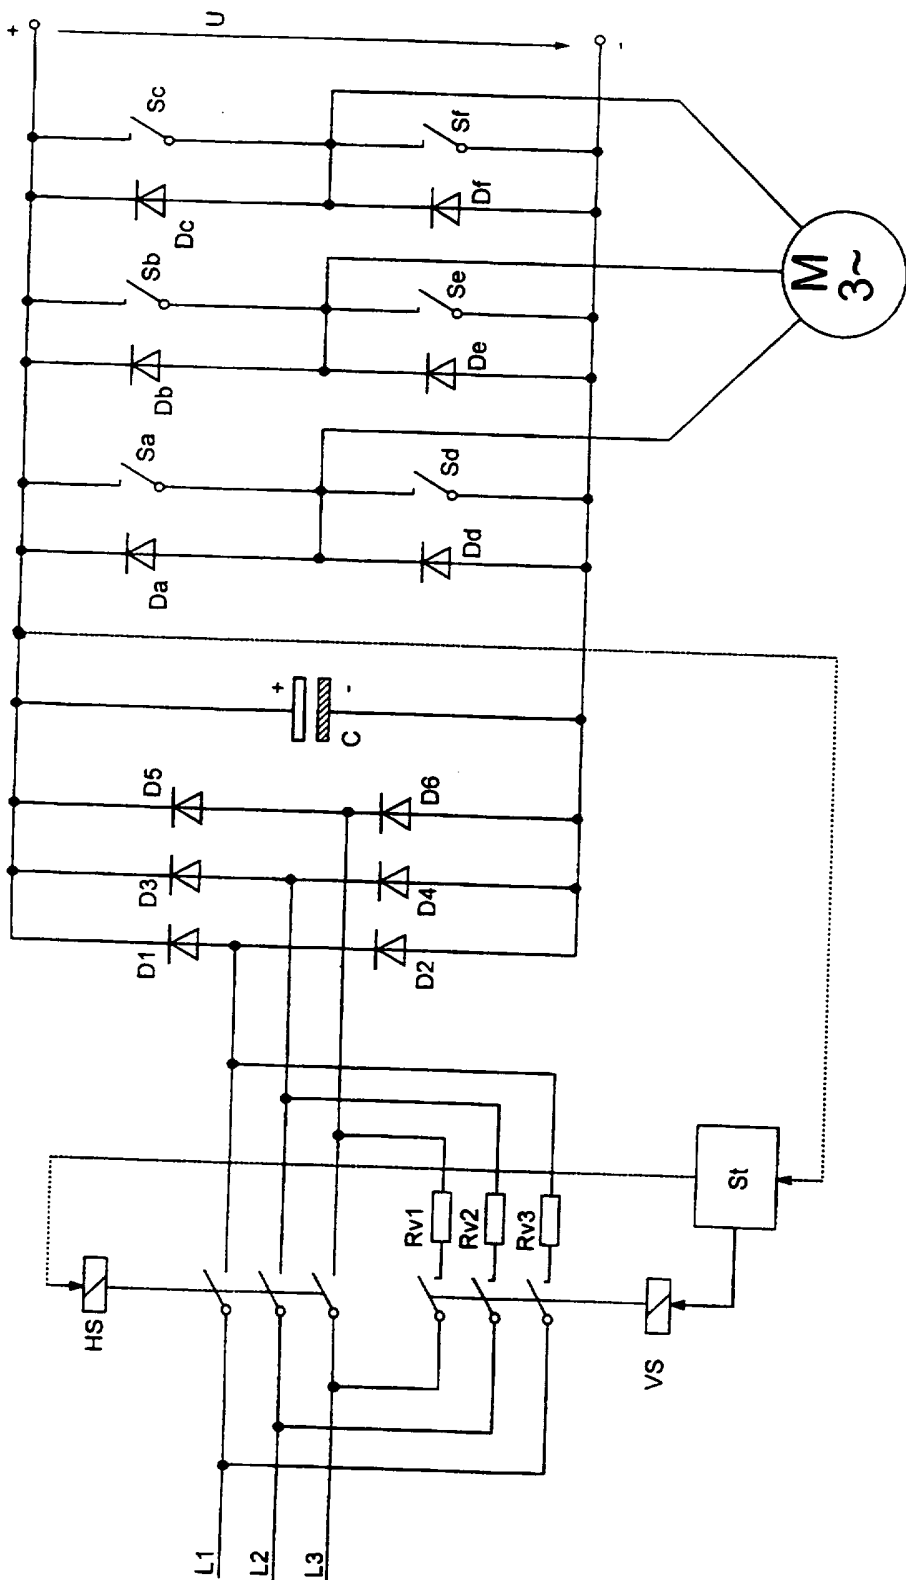 +
U
-
Sc
Sf
Dc
Df
Sb
Se
Db
De
Sa
Sd
Da
Dd
M
3~
+
-
C
D5
D6
D3
D4
D1
D2
HS
Rv1
Rv2
Rv3
St
VS
L1
L2
L3